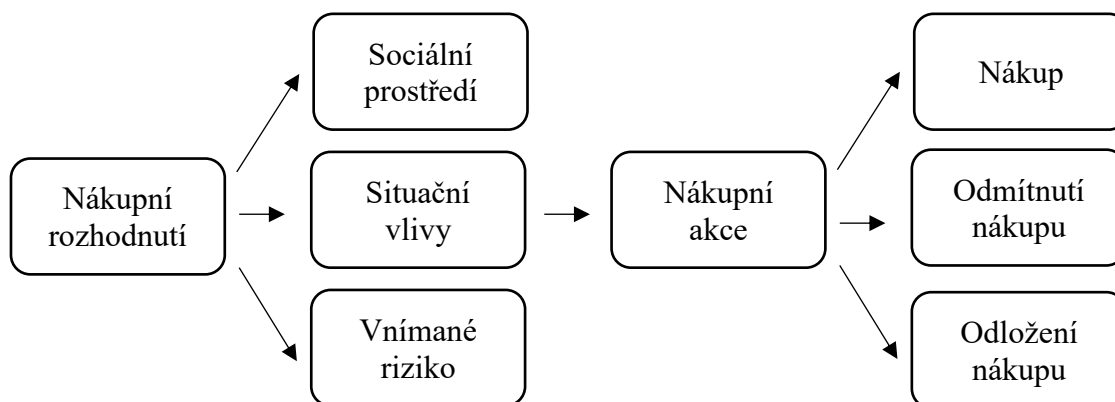 Nákupní
rozhodnutí
Sociální
prostředí
Situační
vlivy
Vnímané
riziko
Nákupní
akce
Nákup
Odmítnutí
nákupu
Odložení
nákupu